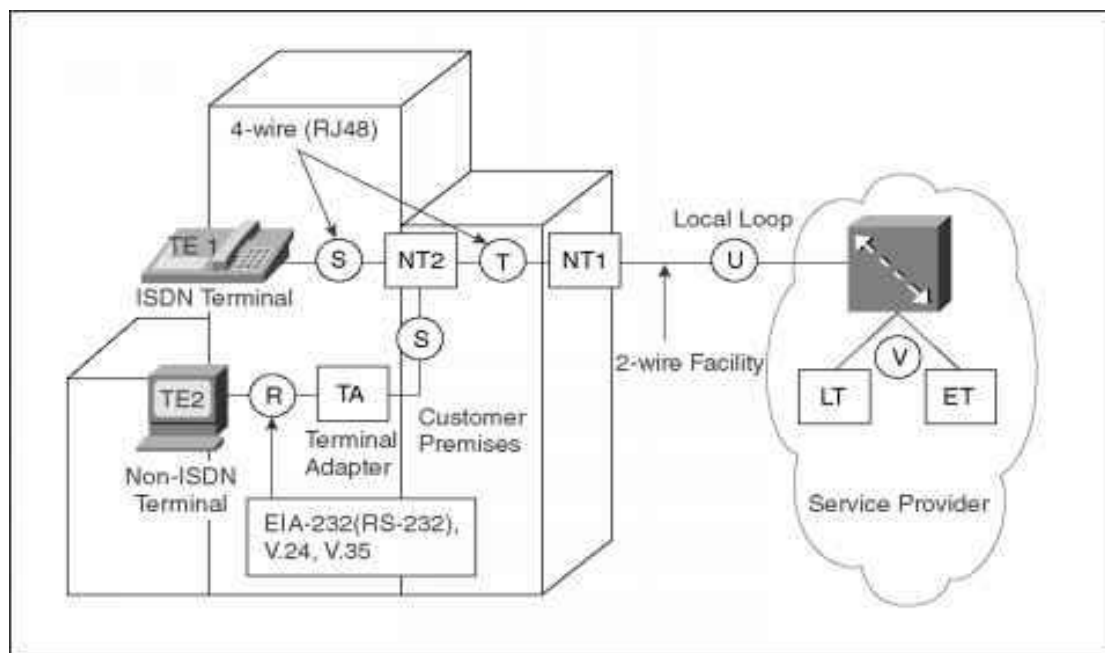 4-wire (RJ48)
Local Loop
TE 1
S
NT2
T
NT1
U
ISDN Terminal
S
2-wire Facility
V
TE2
R
TA
LT
ET
Customer
Premises
Terminal
Adapter
Non-ISDN
Terminal
Service Provider
EIA-232(RS-232),
V.24, V.35